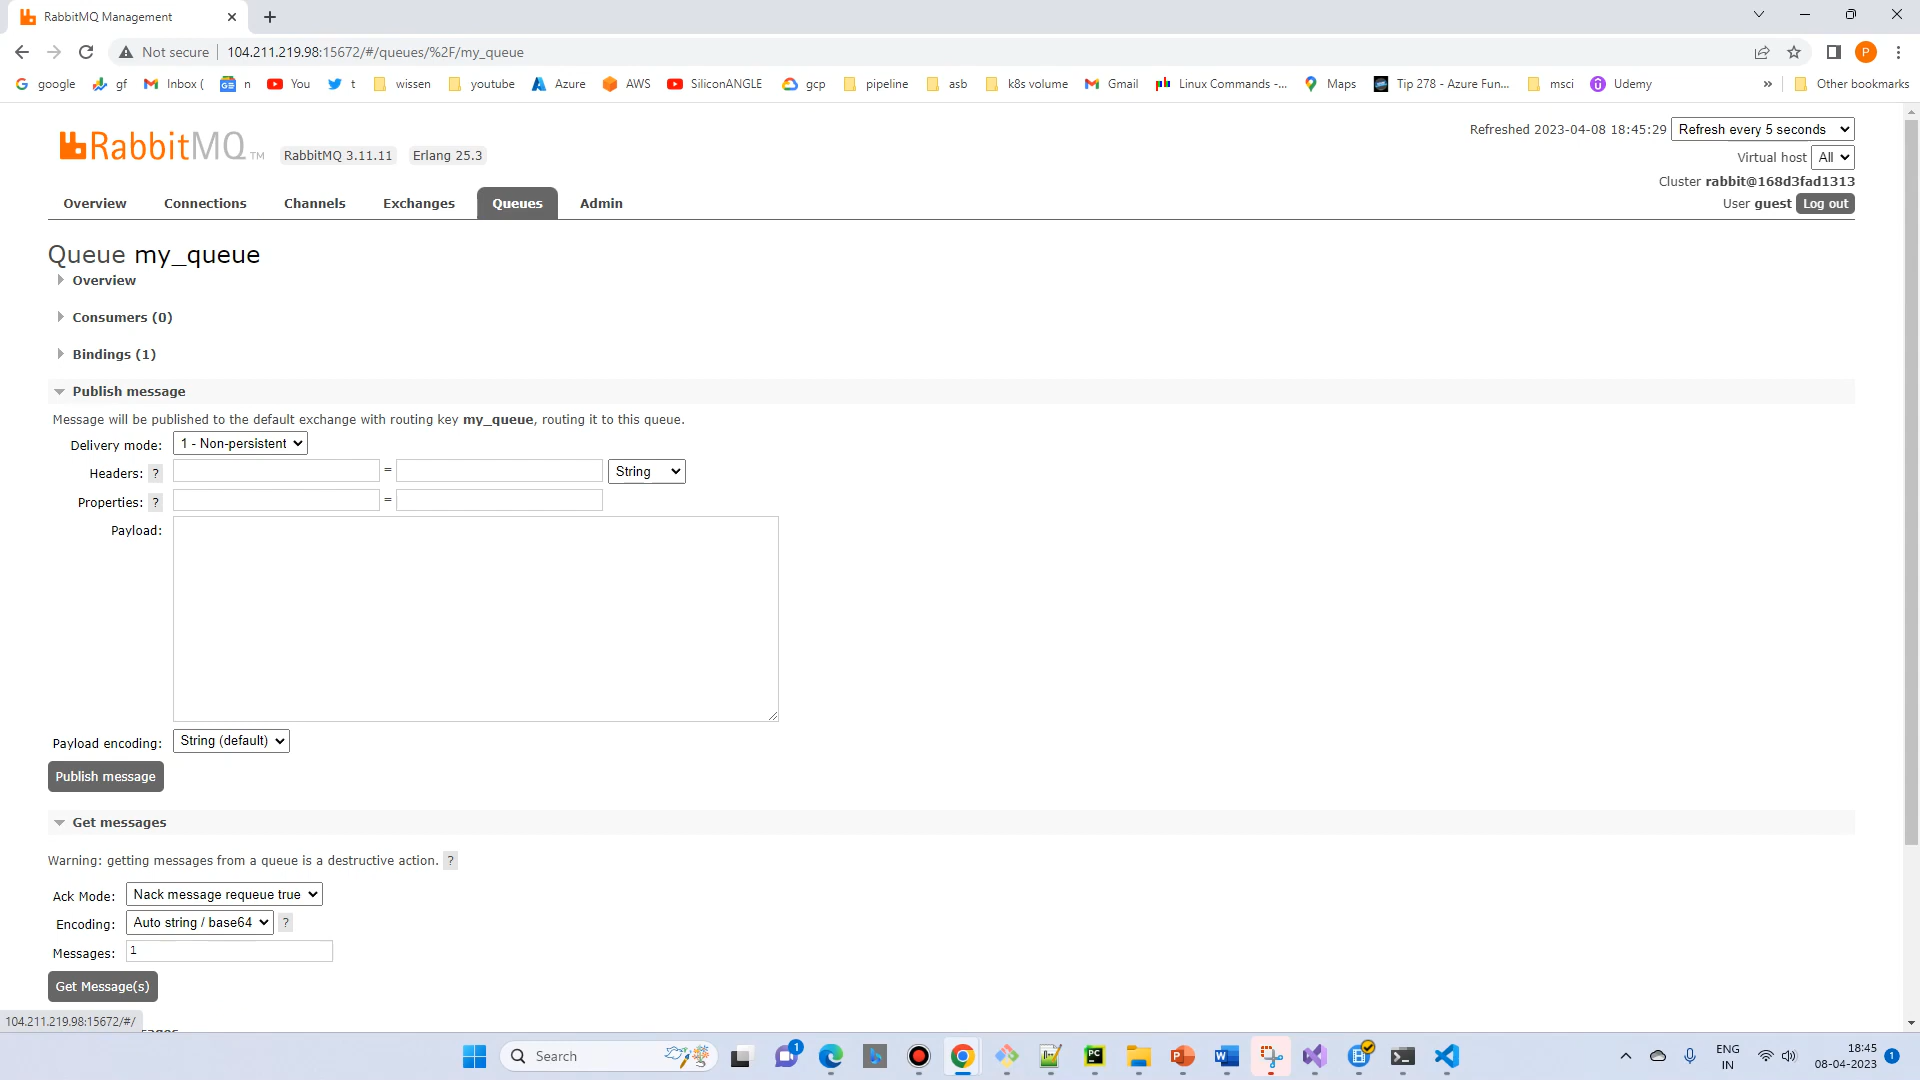 RabbitMQ Management
Not secure
104.211.219.98:15672/#/queues/%2F/my_queue
P
google
gf
Inbox (
GE
n
You
t
wissen
youtube
Azure
AWS
SiliconANGLE
gcp
pipeline
asb
k8s volume
Gmail
Linux Commands -...
Maps
Tip 278 - Azure Fun...
msci
Udemy
»
Other bookmarks
RabbitMQ TM
RabbitMQ 3.11.11
Erlang 25.3
Refreshed 2023-04-08 18:45:29 Refresh every 5 seconds
Virtual host All
Cluster rabbit@168d3fad1313
User guest Log out
Overview
Connections
Channels
Exchanges
Queues
Admin
Queue my_queue
Overview
Consumers (0)
Bindings (1)
Publish message
Message will be published to the default exchange with routing key my_queue, routing it to this queue.
Delivery mode: 1 - Non-persistent
Headers: ? = String
Properties: ? =
Payload:
Payload encoding: String (default)
Publish message
Get messages
Warning: getting messages from a queue is a destructive action. ?
Ack Mode: Nack message requeue true
Encoding: Auto string / base64 ?
Messages: 1
Get Message(s)
104.211.219.98:15672/#/
Search
1
PC
ENG
IN
18:45
08-04-2023
1